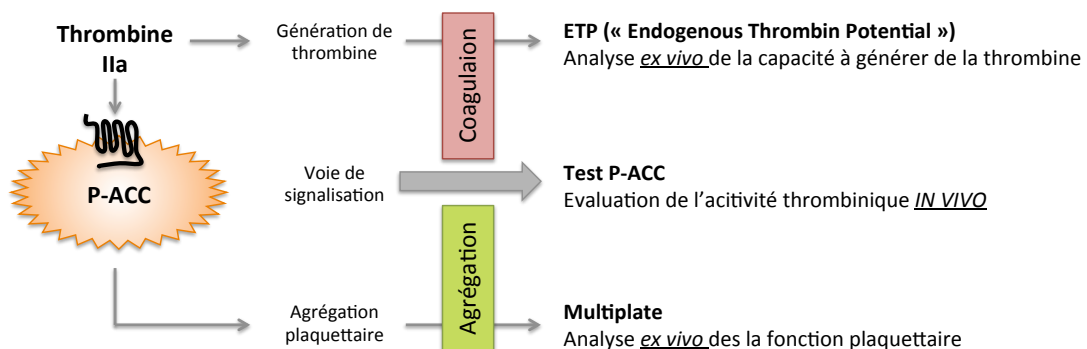 Thrombine
IIa
P-ACC
Génération de
thrombine
Coagulaion
ETP (« Endogenous Thrombin Potential »)
Analyse ex vivo de la capacité à générer de la thrombine
Voie de
signalisation
Test P-ACC
Evaluation de l’acitivité thrombinique IN VIVO
Agrégation
plaquettaire
Agrégation
Multiplate
Analyse ex vivo des la fonction plaquettaire